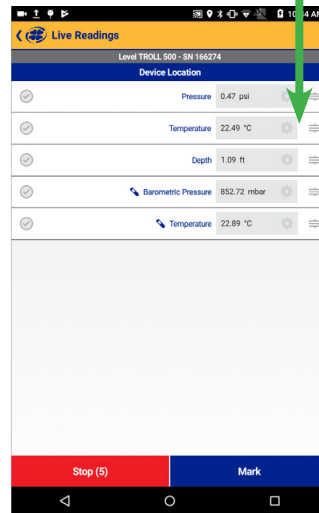 Live Readings
Level TROLL 500 - SN 166274
Device Location
Pressure 0.47 psi
Temperature 22.49 °C
Depth 1.09 ft
Barometric Pressure 852.72 mbar
Temperature 22.89 °C
Stop (5) Mark